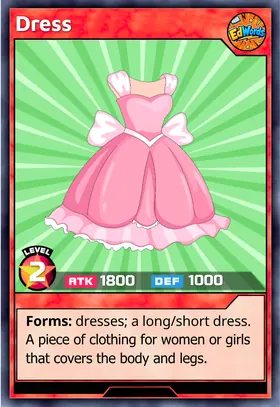 Dress
EdWords
LEVEL
2
ATK 1800
DEF 1000
Forms: dresses; a long/short dress.
A piece of clothing for women or girls
that covers the body and legs.